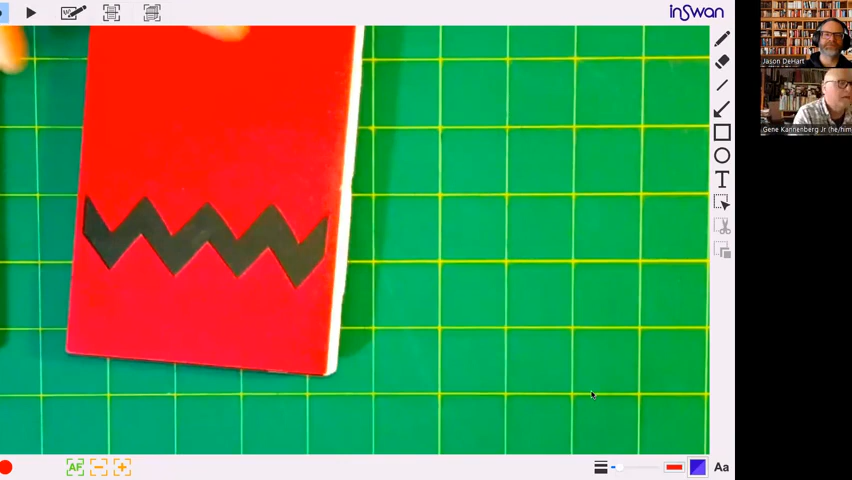 inSwan
Jason DeHart
Gene Kannenberg Jr (he/him
T
AF
Aa